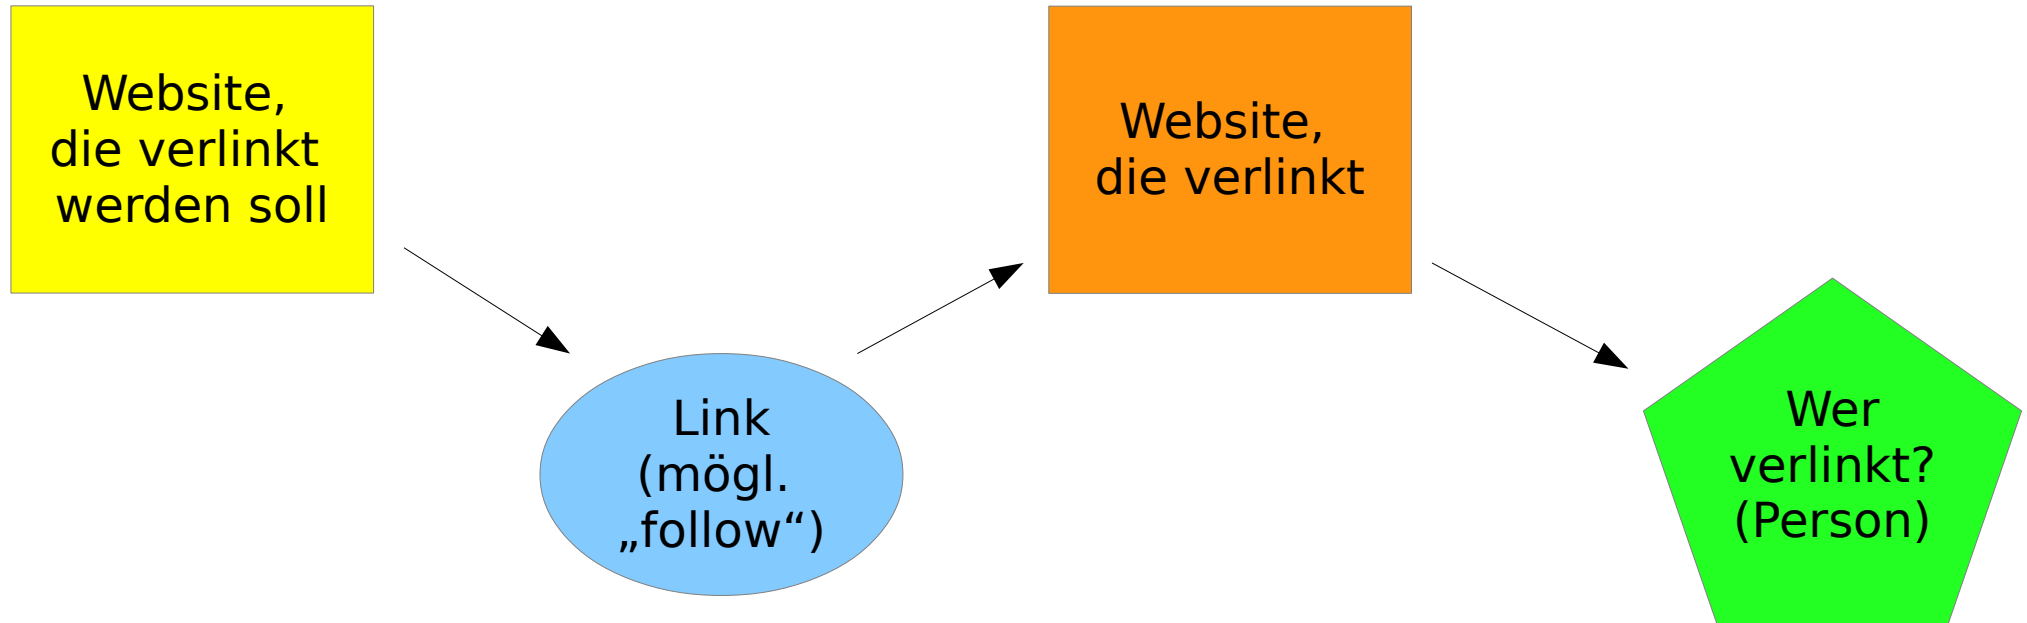 Website,
die verlinkt
werden soll
Link
(mögl.
„follow“)
Website,
die verlinkt
Wer
verlinkt?
(Person)